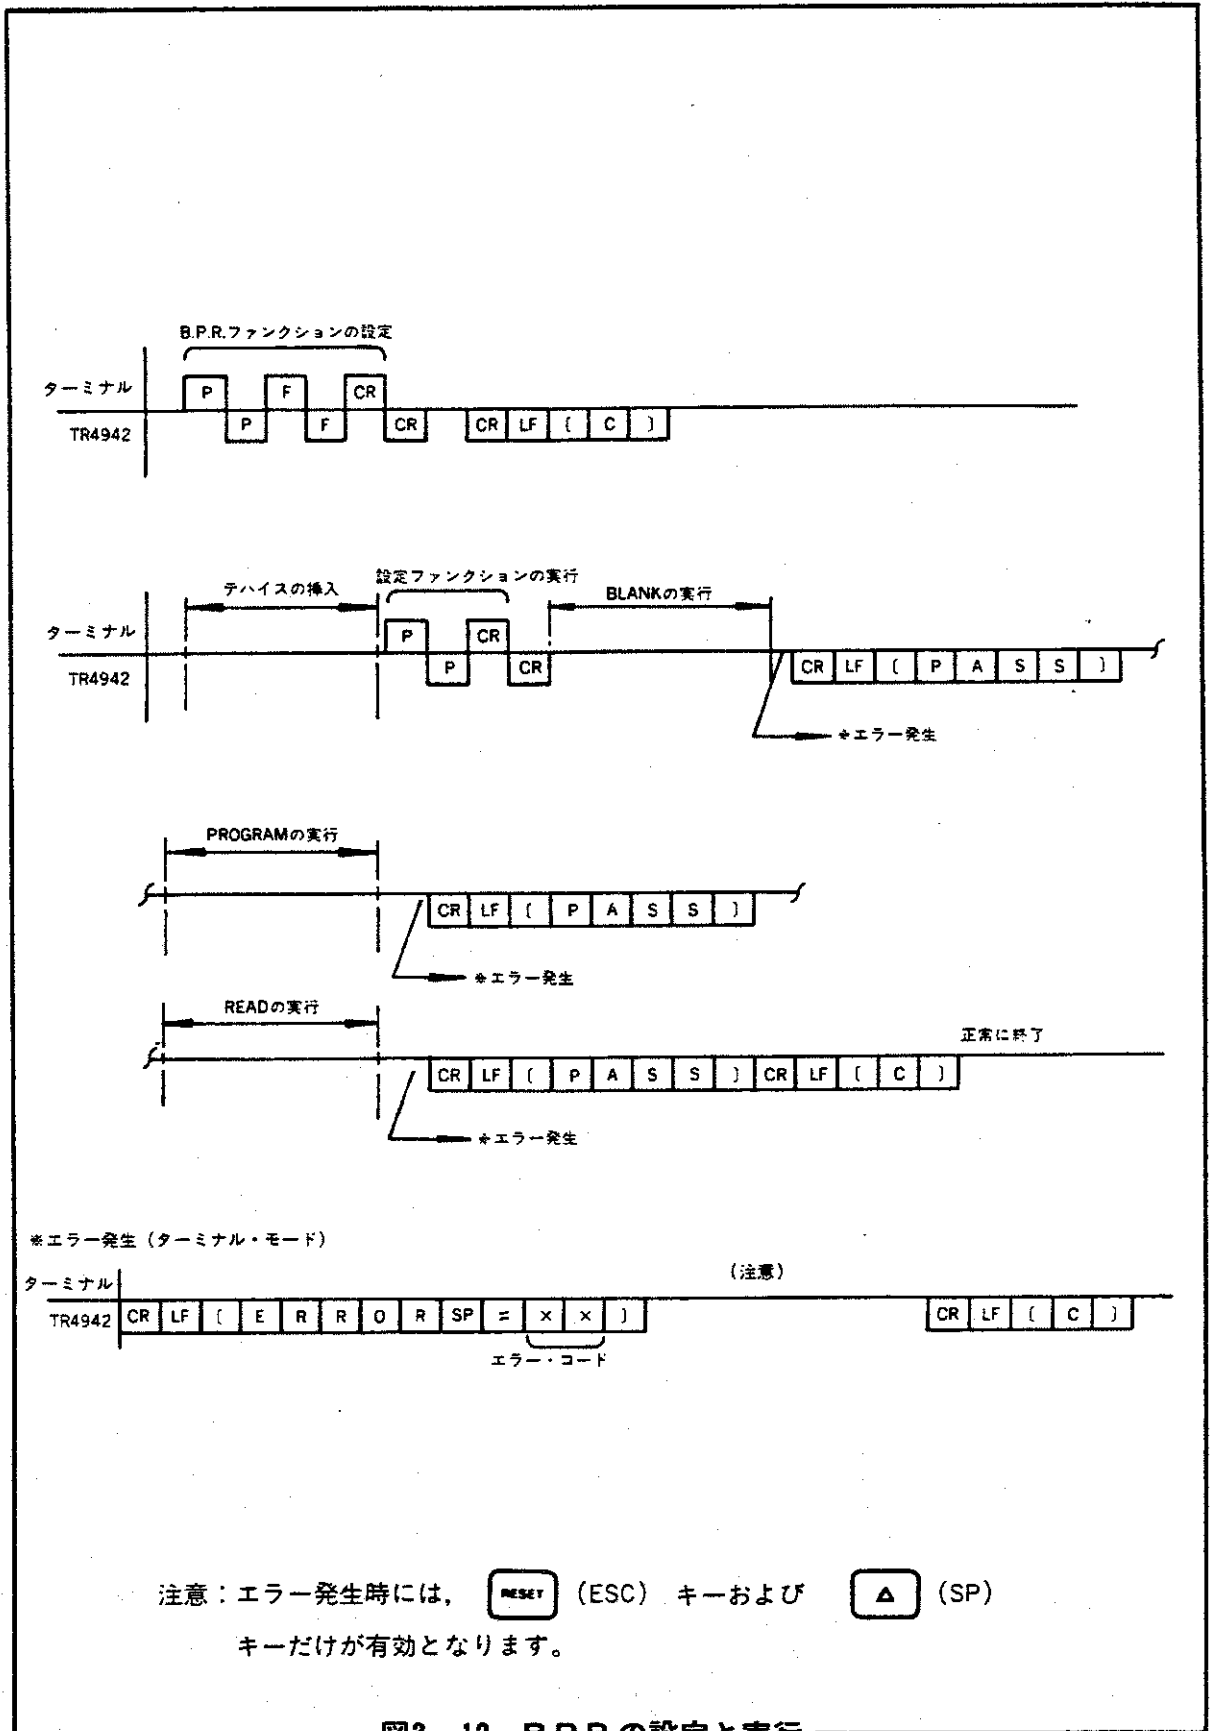 B.P.R.ファンクションの設定
ターミナル
P F CR
TR4942
P F CR CR LF [ C ]
テハイスの挿入
設定ファンクションの実行
BLANKの実行
ターミナル
P CR
TR4942
P CR CR LF [ P A S S ]
*エラー発生
PROGRAMの実行
CR LF [ P A S S ]
*エラー発生
READの実行
正常に終了
CR LF [ P A S S ] CR LF [ C ]
*エラー発生
※エラー発生(ターミナル・モード)
ターミナル
(注意)
TR4942 CR LF [ E R R O R SP = × × ] CR LF [ C ]
エラー・コード
注意:エラー発生時には, RESET (ESC) キーおよび △ (SP)
キーだけが有効となります。
B.P.R.の設定と実行